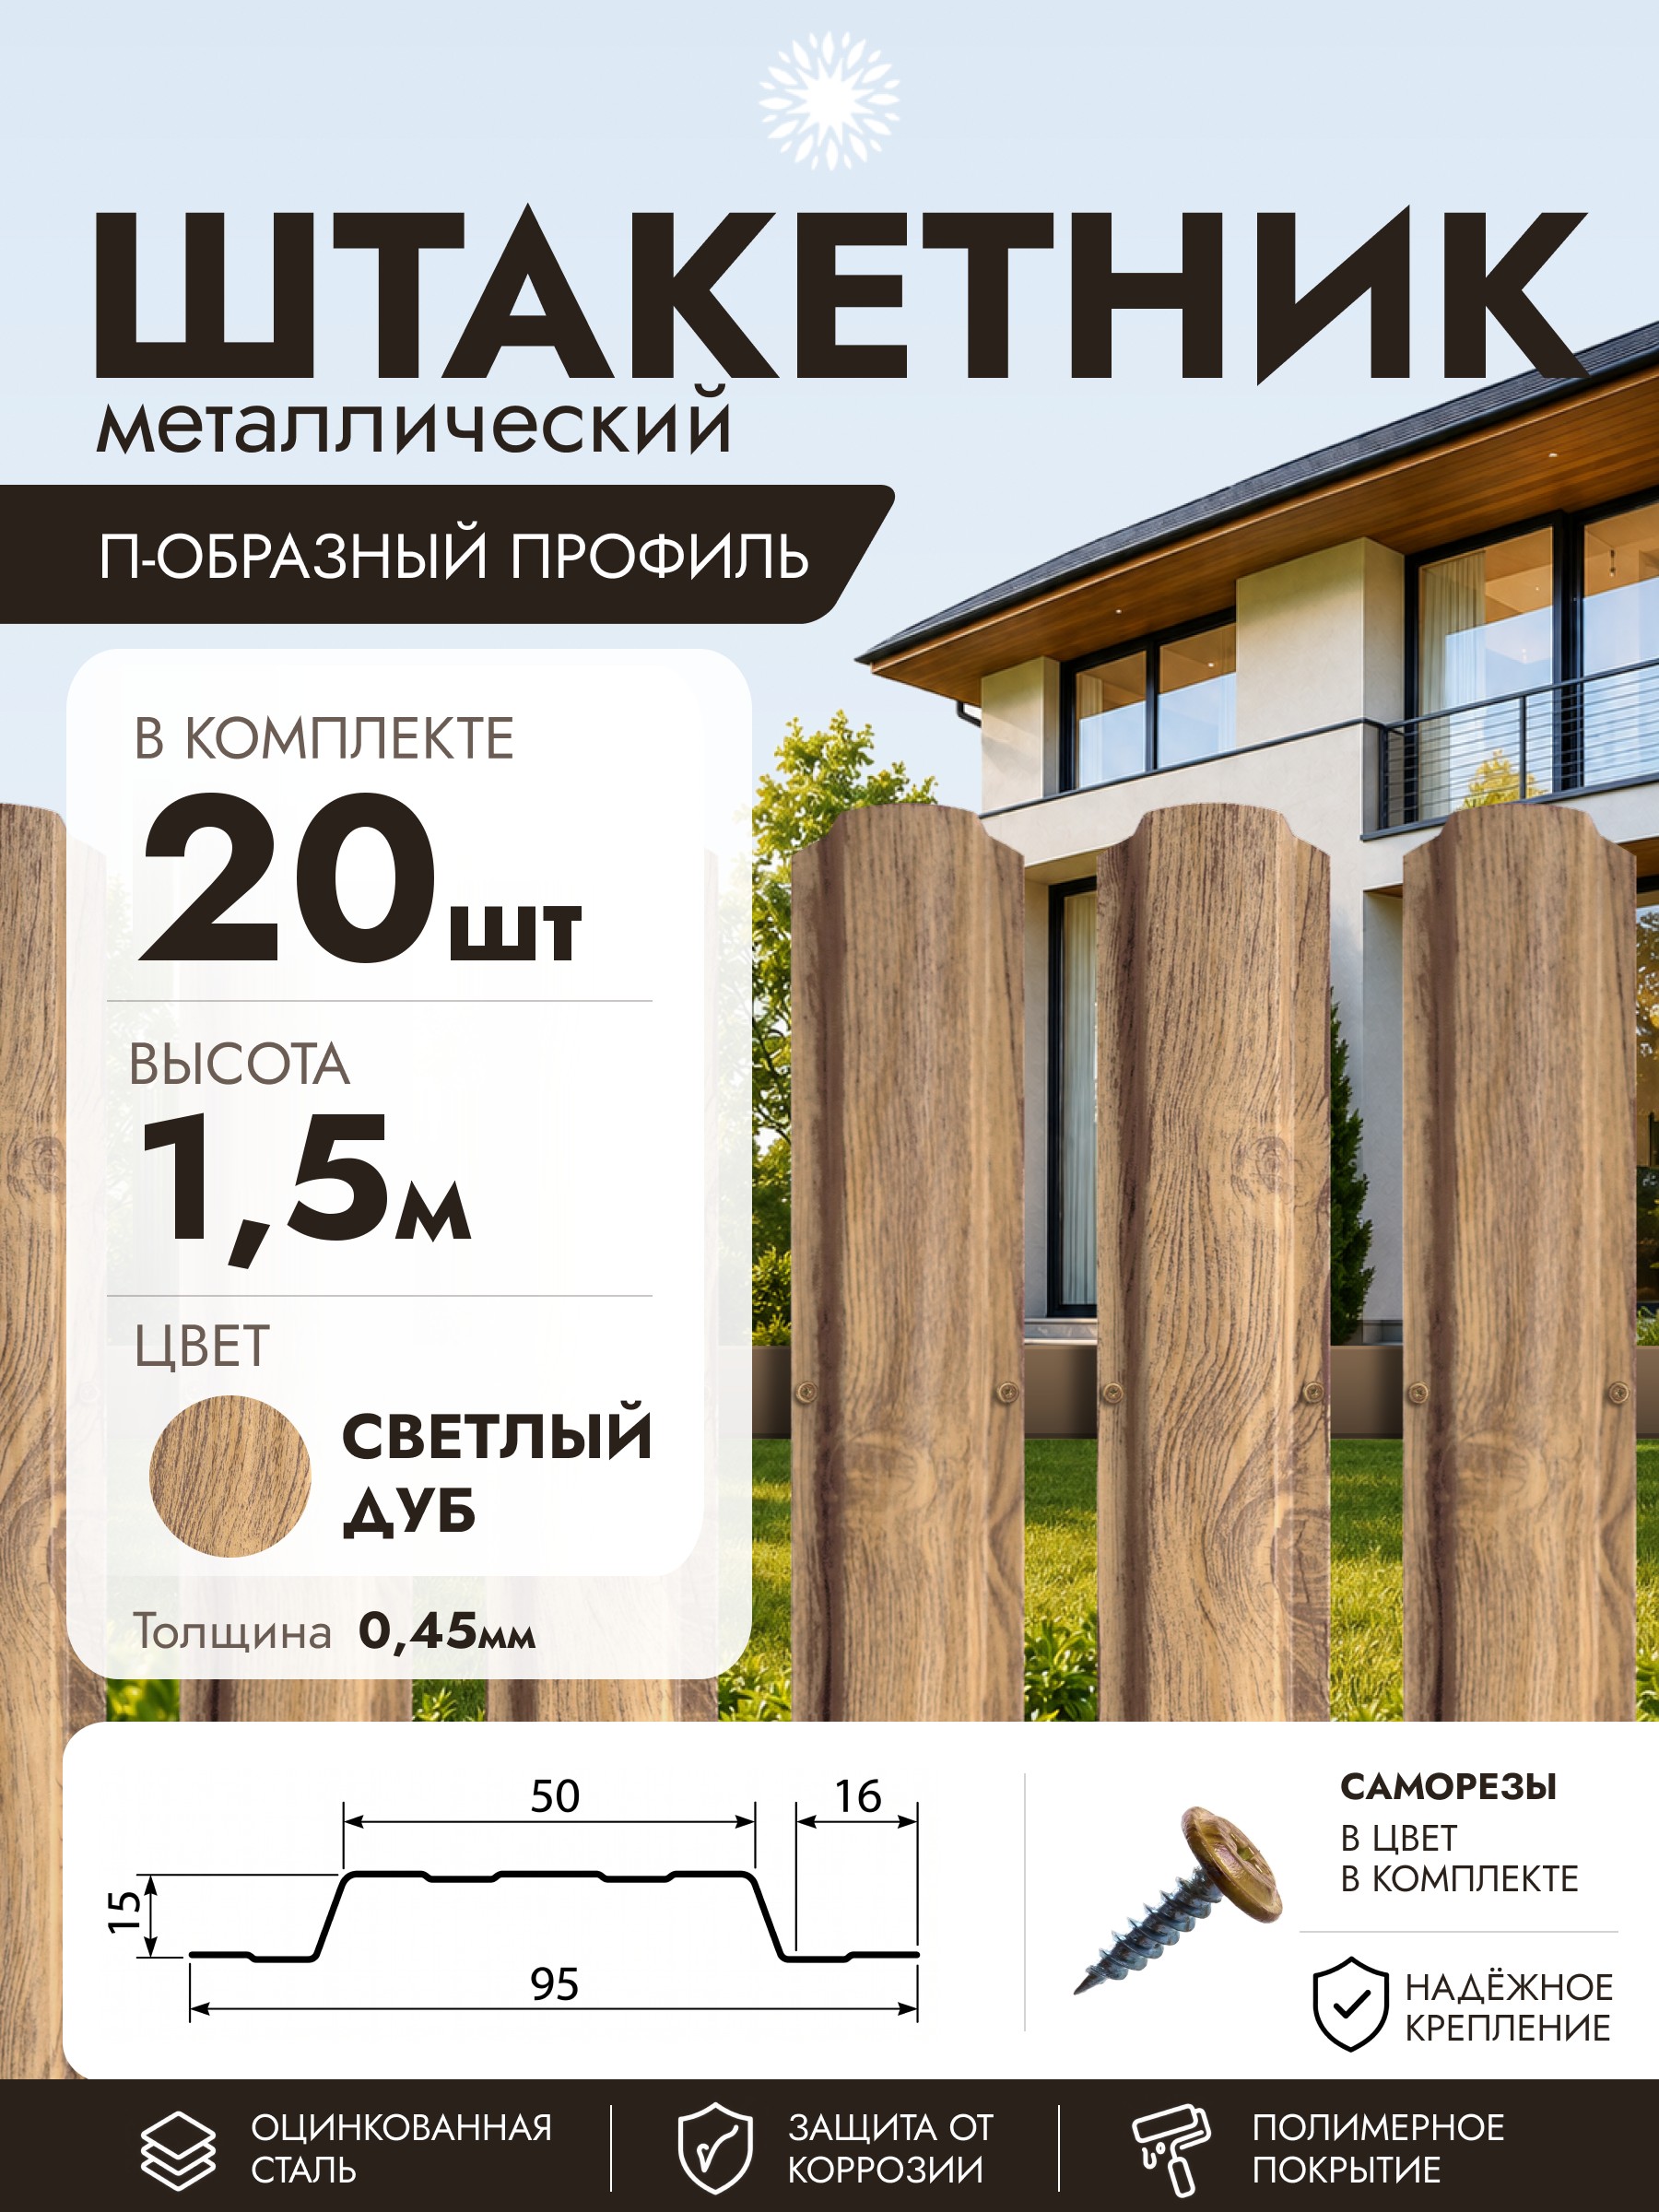 ШТАКЕТНИК
металлический
П-ОБРАЗНЫЙ ПРОФИЛЬ
В КОМПЛЕКТЕ
20шт
ВЫСОТА
1,5м
ЦВЕТ
СВЕТЛЫЙ
ДУБ
Толщина 0,45мм
50
16
15
95
САМОРЕЗЫ
В ЦВЕТ
В КОМПЛЕКТЕ
НАДЁЖНОЕ
КРЕПЛЕНИЕ
ОЦИНКОВАННАЯ
СТАЛЬ
ЗАЩИТА ОТ
КОРРОЗИИ
ПОЛИМЕРНОЕ
ПОКРЫТИЕ